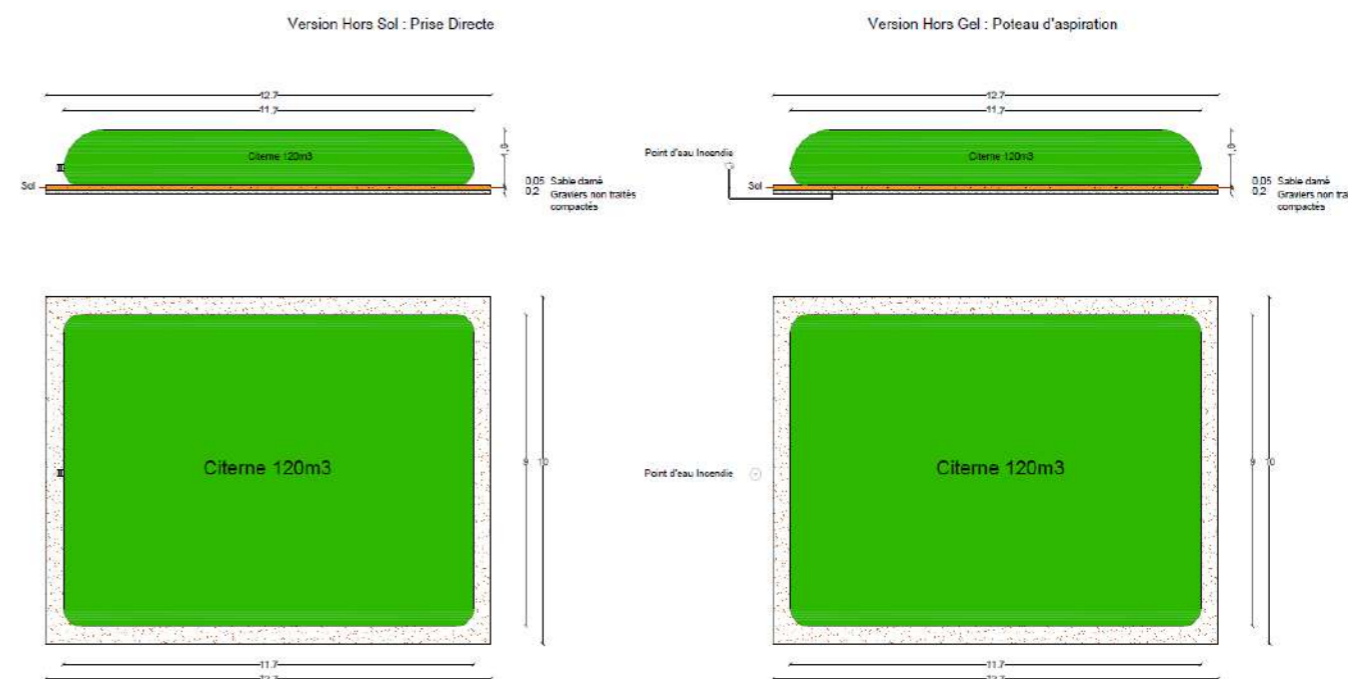 Version Hors Sol : Prise Directe
Version Hors Gel : Poteau d'aspiration
12.7
11.7
Citerne 120m3
Sol
0.05 Sable damé
0.2 Graviers non traités
compactés
12.7
11.7
Point d'eau Incendie
Citerne 120m3
Sol
0.05 Sable damé
0.2 Graviers non tra
compactés
Citerne 120m3
9
10
11.7
Point d'eau Incendie
Citerne 120m3
9
10
11.7